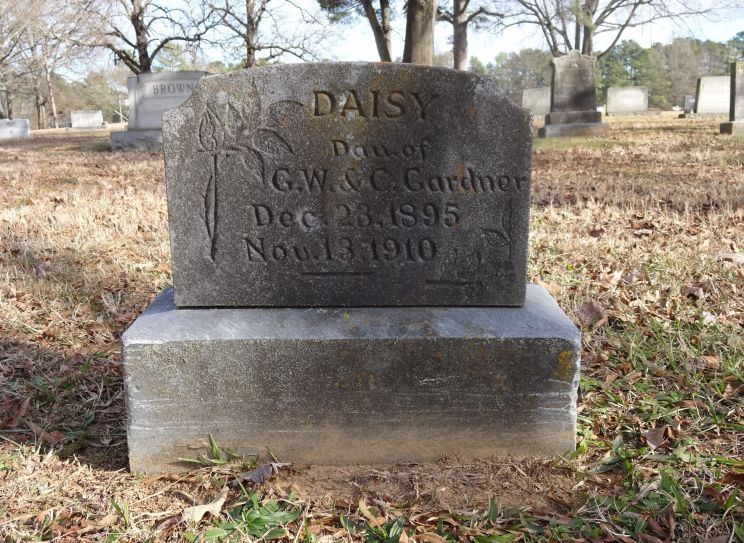 BROWN
DAISY
Dau. of
G.W. & C. Gardner
Dec. 23, 1895
Nov. 13, 1910